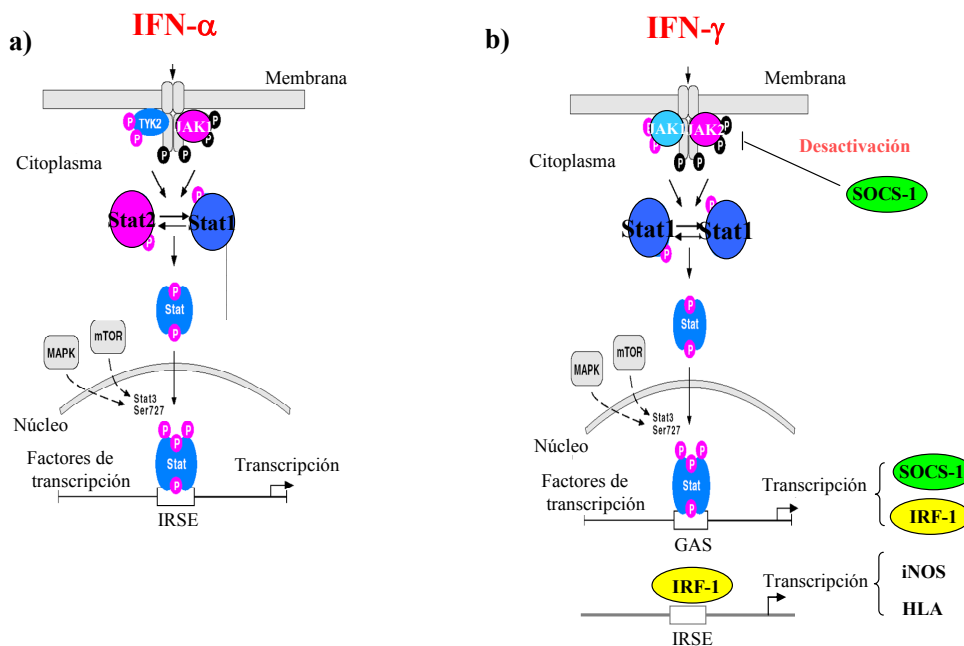 IFN-α
a)
Membrana
P
P
TYK2
JAK1
P
P
P
P
Citoplasma
P
Stat2
Stat1
P
P
Stat
P
mTOR
MAPK
Stat3
Ser727
Núcleo
P
P
P
Stat
P
Factores de
transcripción
Transcripción
IRSE
IFN-γ
b)
Membrana
P
P
JAK1
JAK2
P
P
P
P
Desactivación
Citoplasma
SOCS-1
P
Stat1
Stat1
P
P
Stat
P
mTOR
MAPK
Stat3
Ser727
Núcleo
P
P
P
Stat
P
Factores de
transcripción
Transcripción
SOCS-1
IRF-1
GAS
IRF-1
Transcripción
iNOS
HLA
IRSE